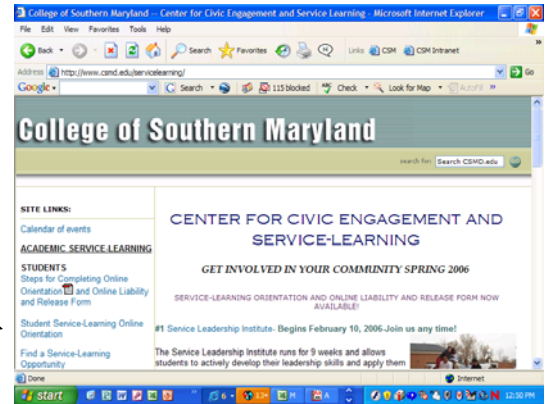 College of Southern Maryland -- Center for Civic Engagement and Service Learning - Microsoft Internet Explorer
File Edit View Favorites Tools Help
Back Search Favorites Links CSM CSM Intranet
Address http://www.csmd.edu/servicelearning/ Go
Google Search 115 blocked Check Look for Map AutoFill
College of Southern Maryland
search for: Search CSMD.edu
SITE LINKS:
Calendar of events
ACADEMIC SERVICE-LEARNING
STUDENTS
Steps for Completing Online
Orientation and Online Liability
and Release Form
Student Service-Learning Online
Orientation
Find a Service-Learning
Opportunity
CENTER FOR CIVIC ENGAGEMENT AND
SERVICE-LEARNING
GET INVOLVED IN YOUR COMMUNITY SPRING 2006
SERVICE-LEARNING ORIENTATION AND ONLINE LIABILITY AND RELEASE FORM NOW
AVAILABLE!
#1 Service Leadership Institute- Begins February 10, 2006-Join us any time!
The Service Leadership Institute runs for 9 weeks and allows
students to actively develop their leadership skills and apply them
Done Internet
start 12:50 PM